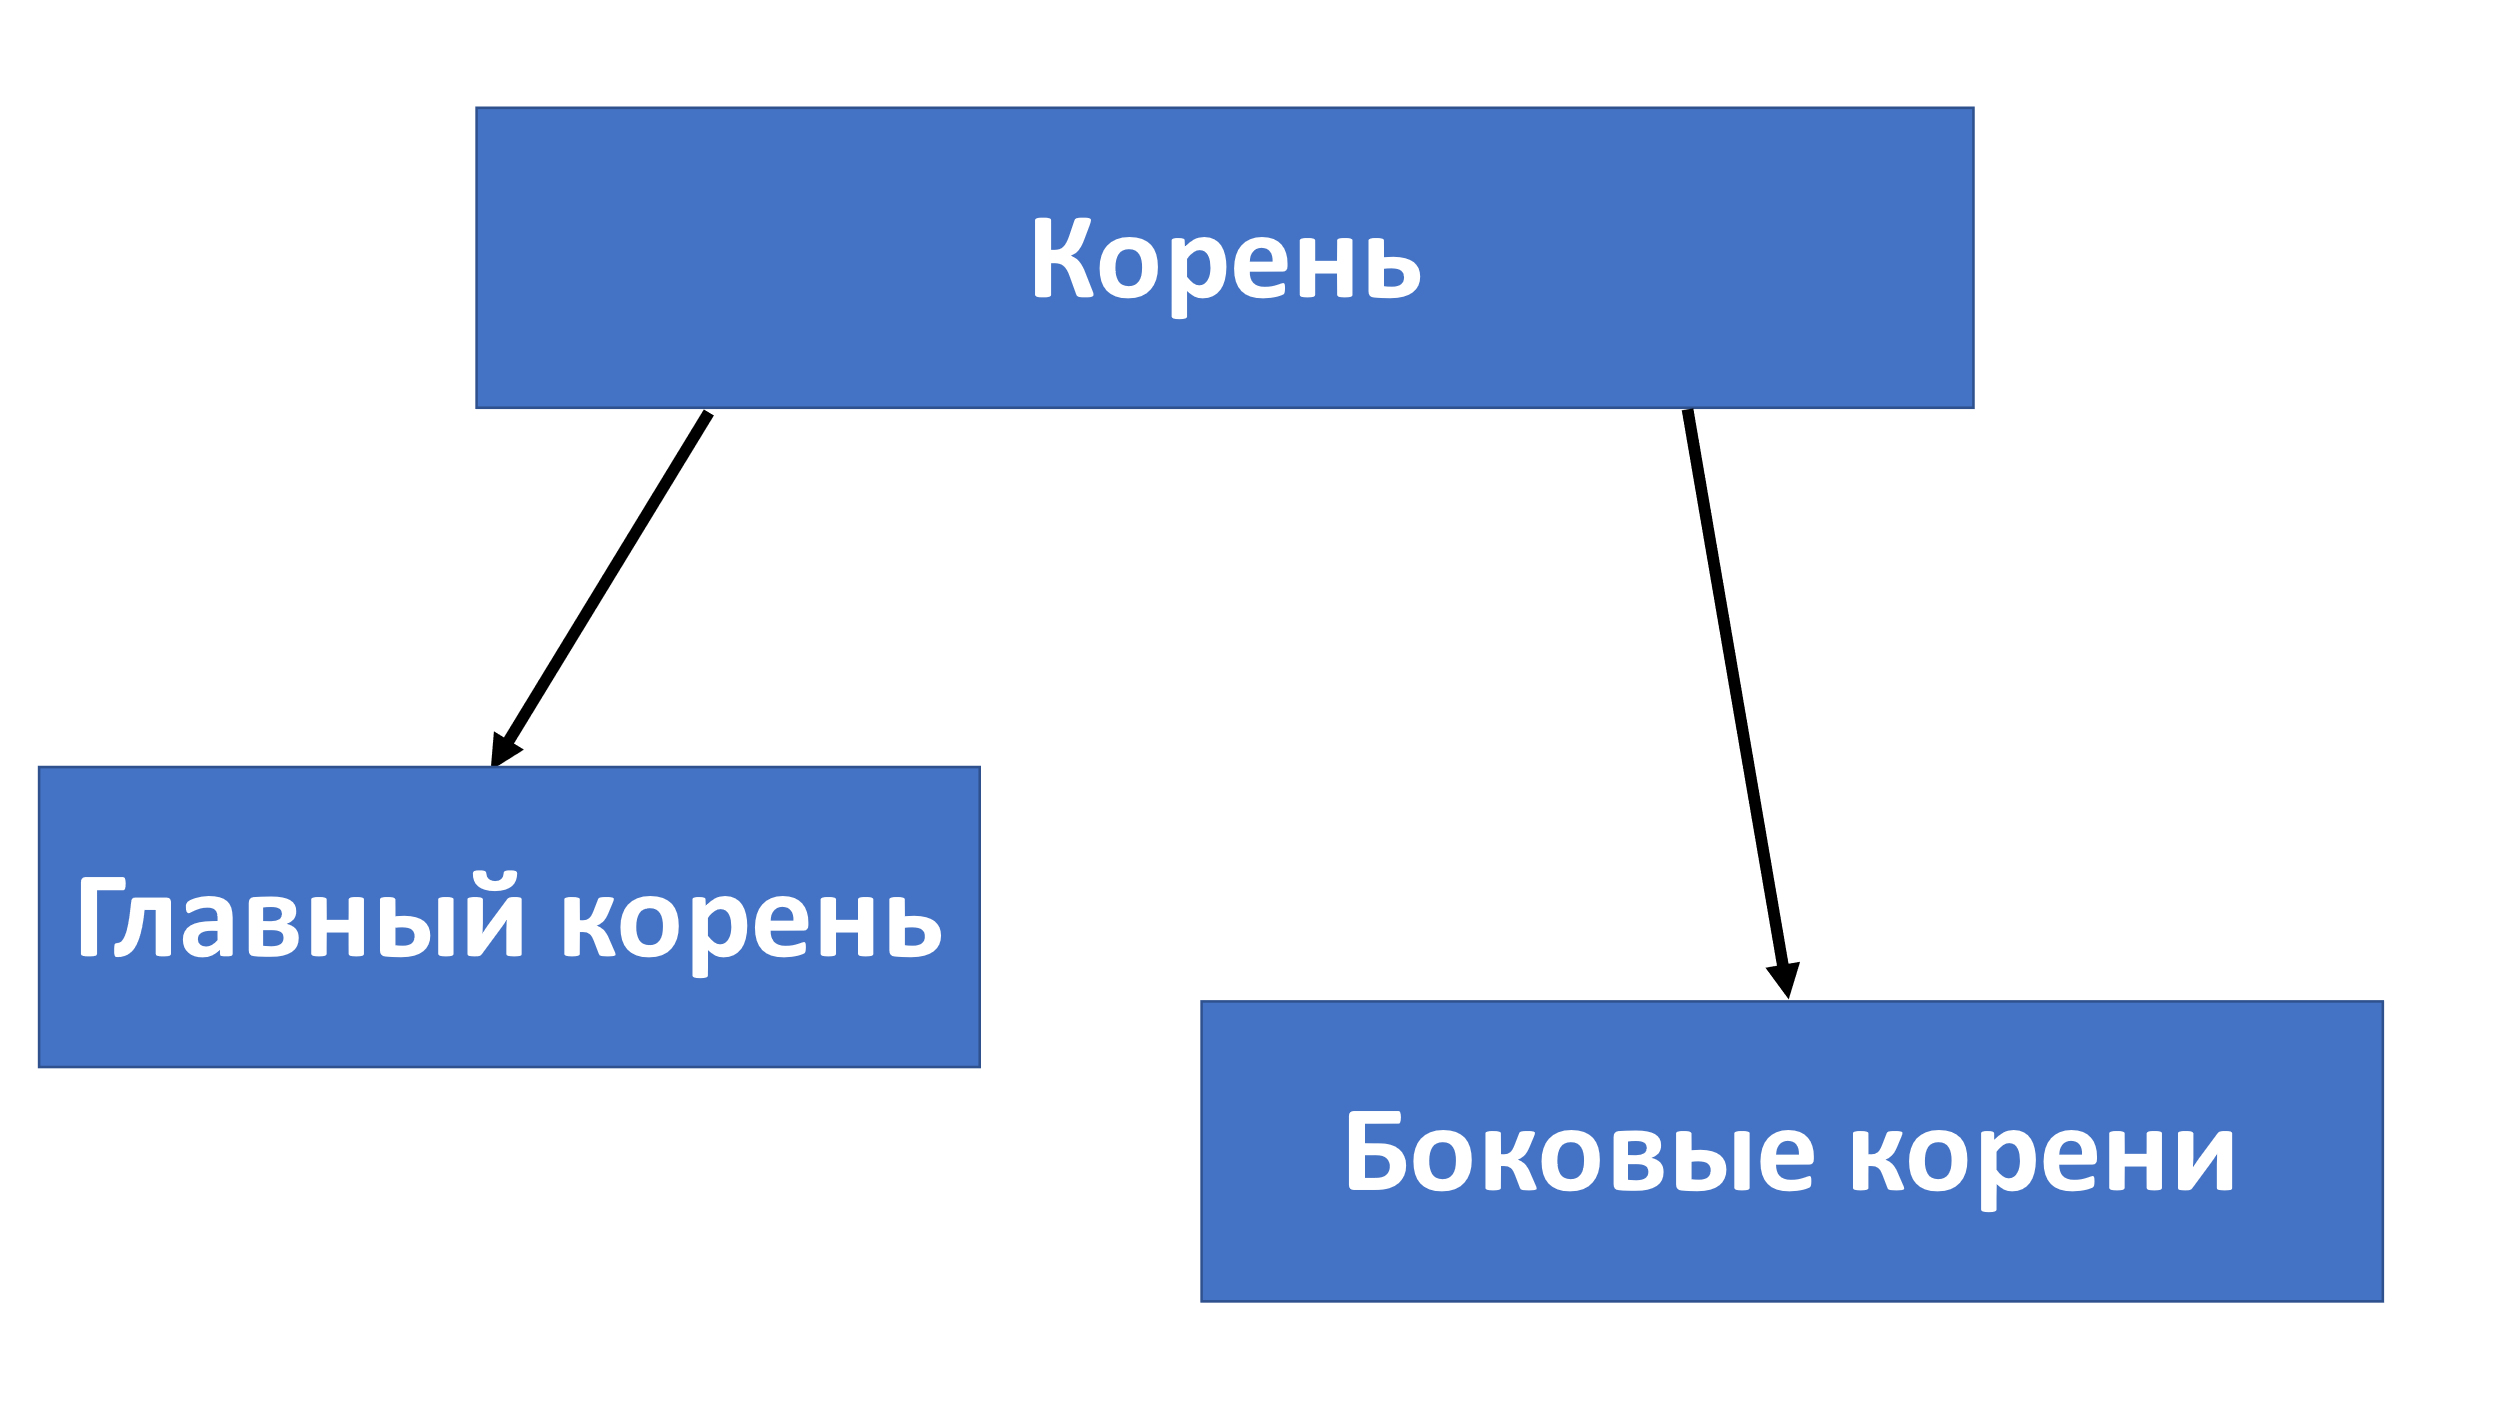 Корень
Главный корень
Боковые корени